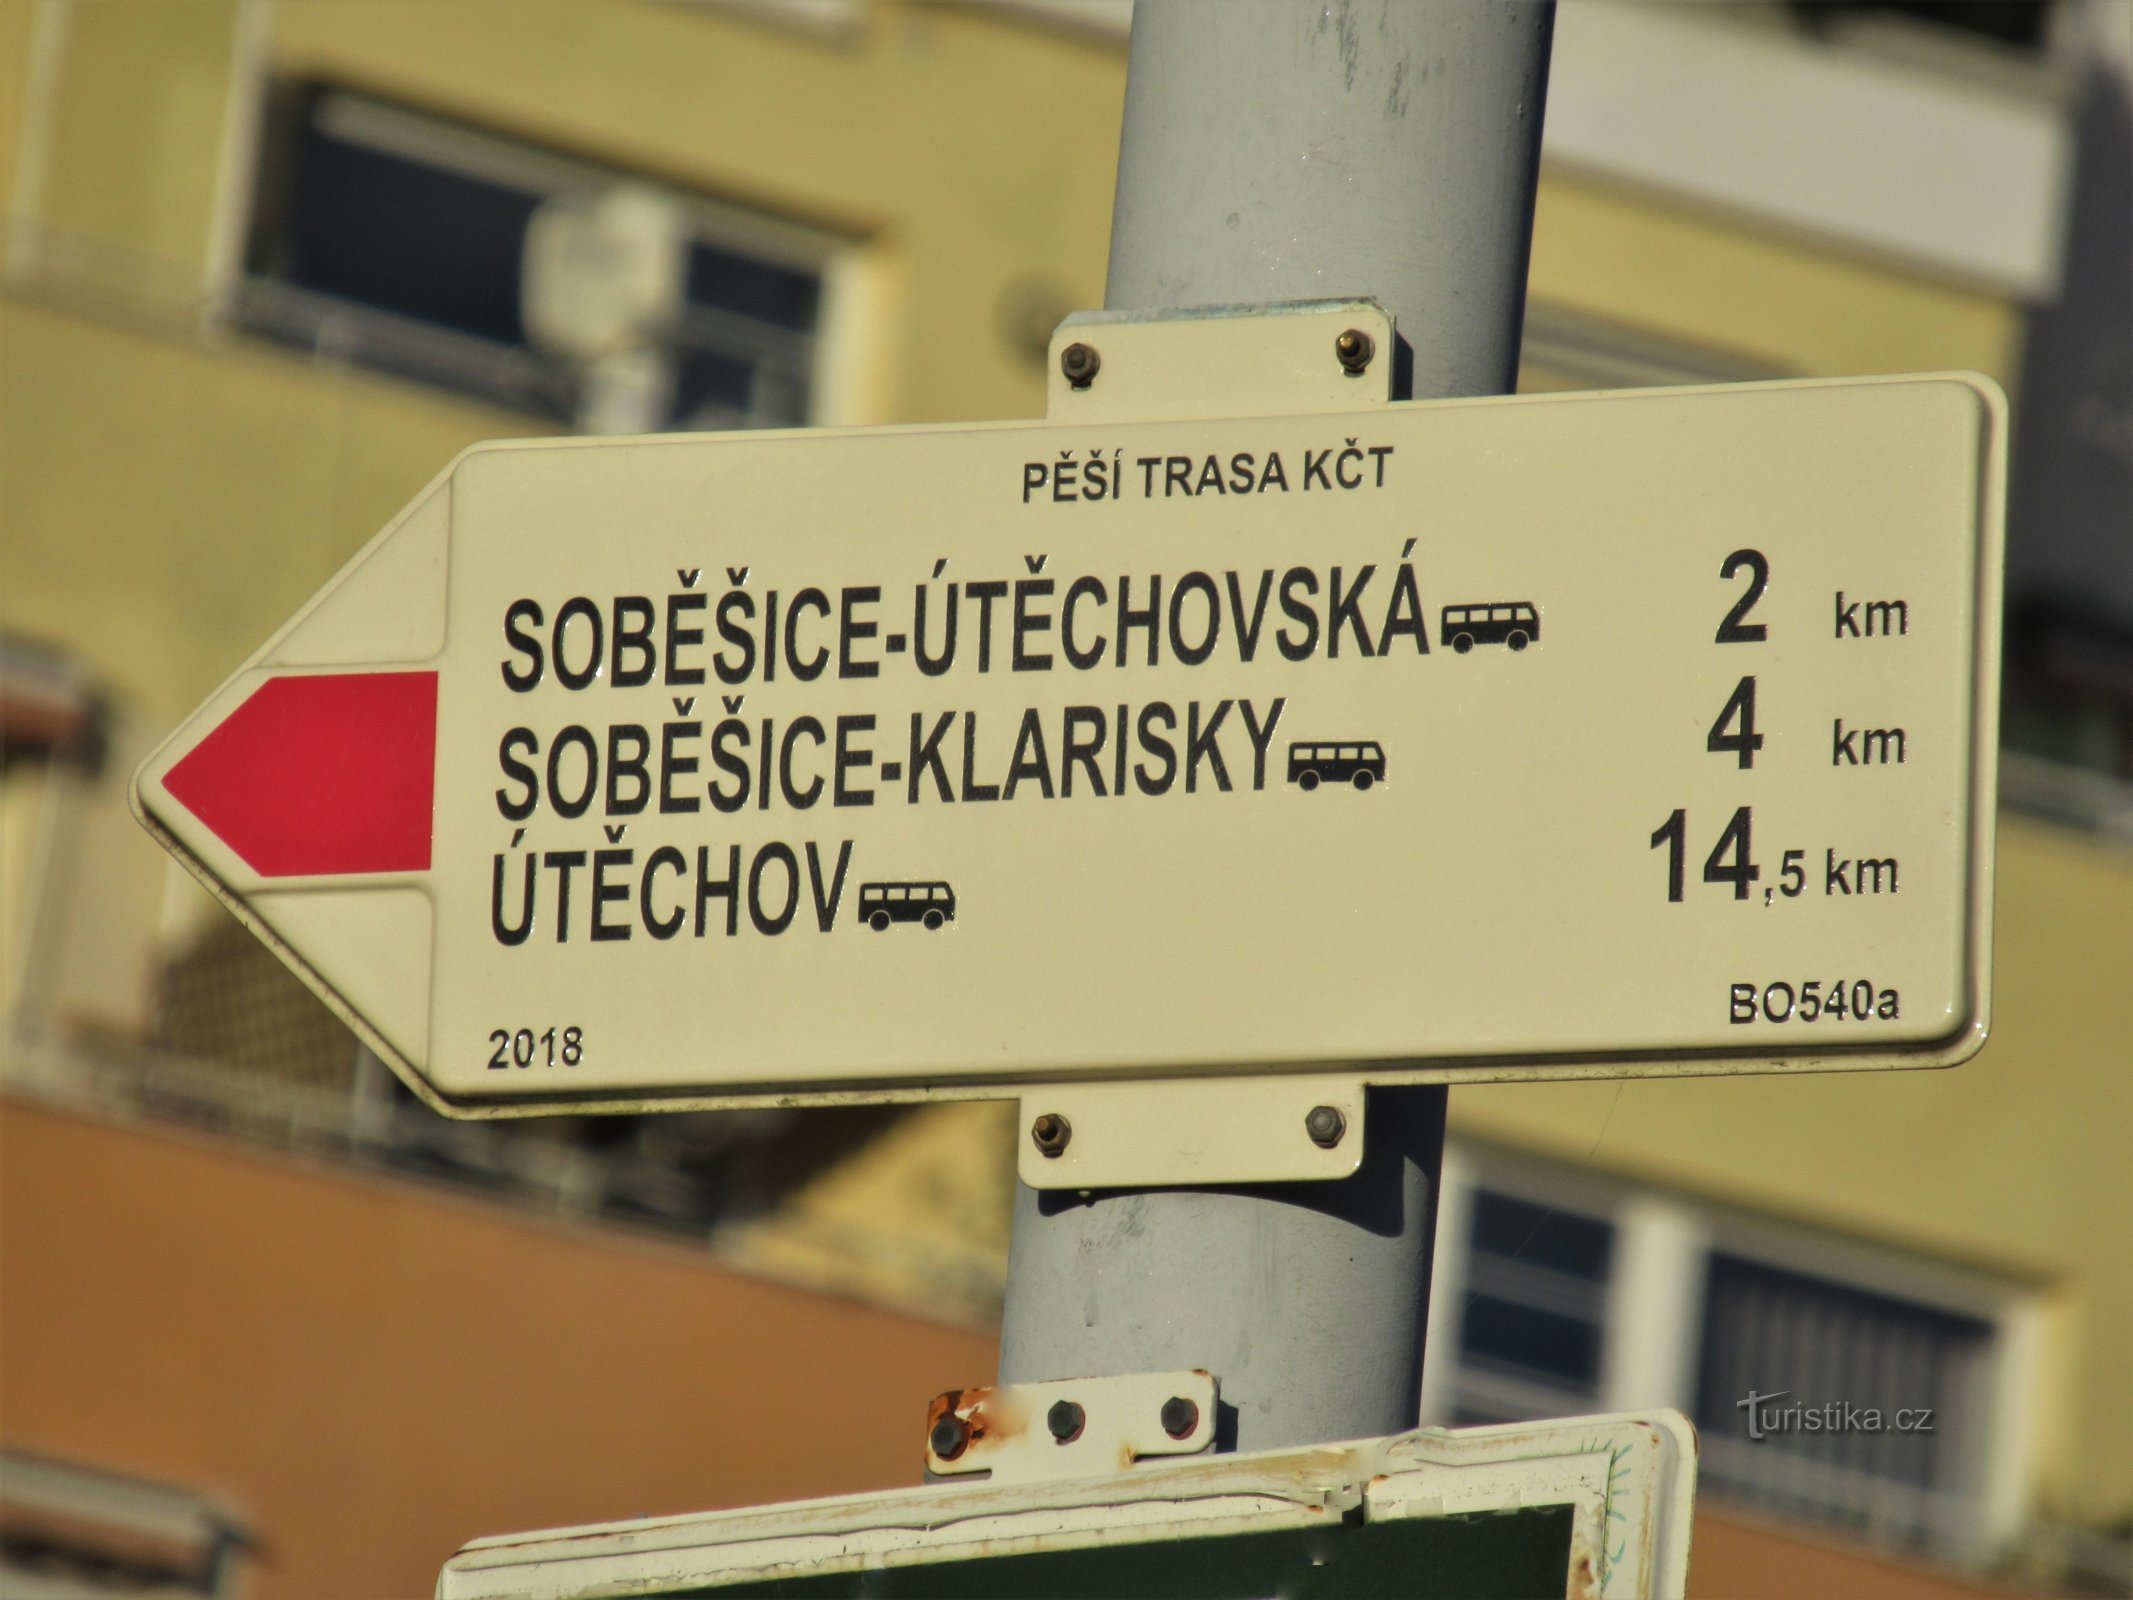 PĚŠÍ TRASA KČT
SOBĚŠICE-ÚTĚCHOVSKÁ 2 km
SOBĚŠICE-KLARISKY 4 km
ÚTĚCHOV 14,5 km
2018 BO540a
Turistika.cz